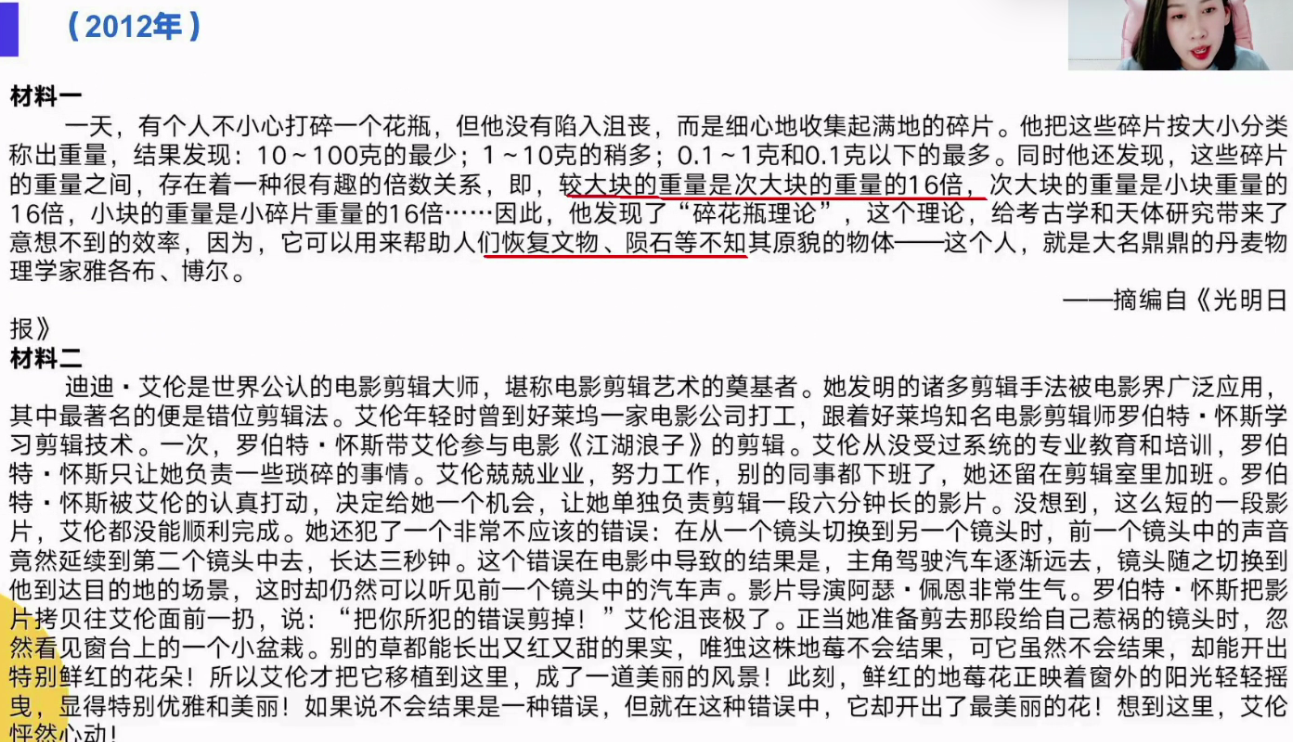 （2012年）
材料一
一天，有个人不小心打碎一个花瓶，但他没有陷入沮丧，而是细心地收集起满地的碎片。他把这些碎片按大小分类
称出重量，结果发现：10～100克的最少；1～10克的稍多；0.1～1克和0.1克以下的最多。同时他还发现，这些碎片
的重量之间，存在着一种很有趣的倍数关系，即，较大块的重量是次大块的重量的16倍，次大块的重量是小块重量的
16倍，小块的重量是小碎片重量的16倍……因此，他发现了“碎花瓶理论”，这个理论，给考古学和天体研究带来了
意想不到的效率，因为，它可以用来帮助人们恢复文物、陨石等不知其原貌的物体——这个人，就是大名鼎鼎的丹麦物
理学家雅各布、博尔。
——摘编自《光明日
报》
材料二
迪迪·艾伦是世界公认的电影剪辑大师，堪称电影剪辑艺术的奠基者。她发明的诸多剪辑手法被电影界广泛应用，
其中最著名的便是错位剪辑法。艾伦年轻时曾到好莱坞一家电影公司打工，跟着好莱坞知名电影剪辑师罗伯特·怀斯学
习剪辑技术。一次，罗伯特·怀斯带艾伦参与电影《江湖浪子》的剪辑。艾伦从没受过系统的专业教育和培训，罗伯
特·怀斯只让她负责一些琐碎的事情。艾伦兢兢业业，努力工作，别的同事都下班了，她还留在剪辑室里加班。罗伯
特·怀斯被艾伦的认真打动，决定给她一个机会，让她单独负责剪辑一段六分钟长的影片。没想到，这么短的一段影
片，艾伦都没能顺利完成。她还犯了一个非常不应该的错误：在从一个镜头切换到另一个镜头时，前一个镜头中的声音
竟然延续到第二个镜头中去，长达三秒钟。这个错误在电影中导致的结果是，主角驾驶汽车逐渐远去，镜头随之切换到
他到达目的地的场景，这时却仍然可以听见前一个镜头中的汽车声。影片导演阿瑟·佩恩非常生气。罗伯特·怀斯把影
片拷贝往艾伦面前一扔，说：“把你所犯的错误剪掉！”艾伦沮丧极了。正当她准备剪去那段给自己惹祸的镜头时，忽
然看见窗台上的一个小盆栽。别的草都能长出又红又甜的果实，唯独这株地莓不会结果，可它虽然不会结果，却能开出
特别鲜红的花朵！所以艾伦才把它移植到这里，成了一道美丽的风景！此刻，鲜红的地莓花正映着窗外的阳光轻轻摇
曳，显得特别优雅和美丽！如果说不会结果是一种错误，但就在这种错误中，它却开出了最美丽的花！想到这里，艾伦
怦然心动！